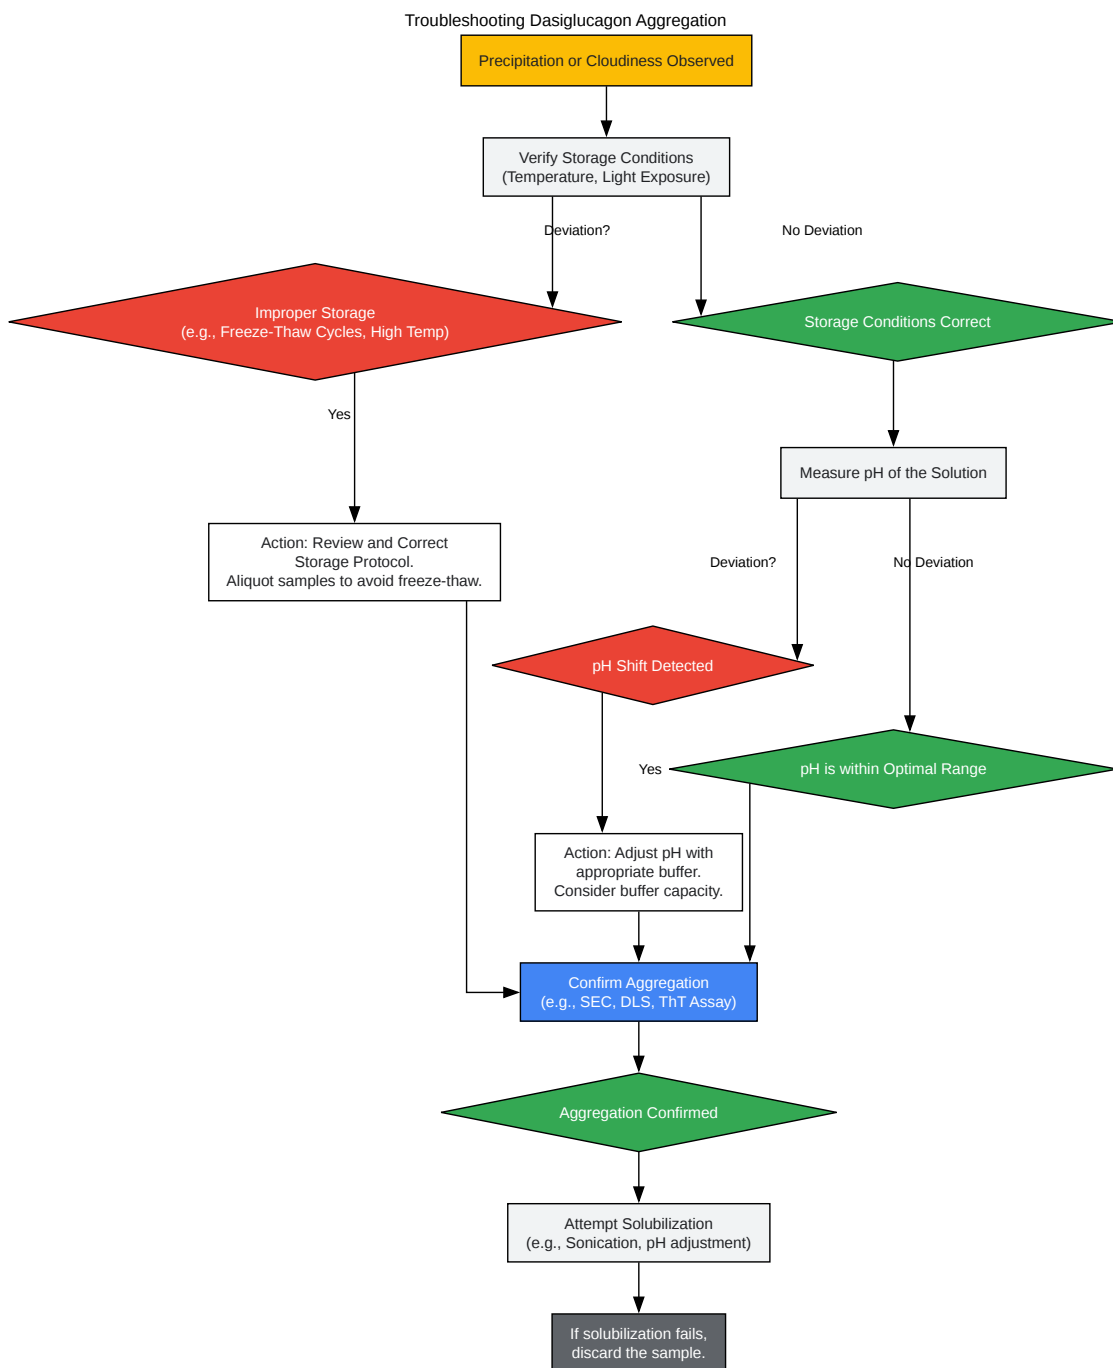 Troubleshooting Dasiglucagon Aggregation
Precipitation or Cloudiness Observed
Verify Storage Conditions
(Temperature, Light Exposure)
Deviation?
No Deviation
Improper Storage
(e.g., Freeze-Thaw Cycles, High Temp)
Storage Conditions Correct
Yes
Measure pH of the Solution
Action: Review and Correct
Storage Protocol.
Aliquot samples to avoid freeze-thaw.
Deviation?
No Deviation
pH Shift Detected
Yes
pH is within Optimal Range
Action: Adjust pH with
appropriate buffer.
Consider buffer capacity.
Confirm Aggregation
(e.g., SEC, DLS, ThT Assay)
Aggregation Confirmed
Attempt Solubilization
(e.g., Sonication, pH adjustment)
If solubilization fails,
discard the sample.